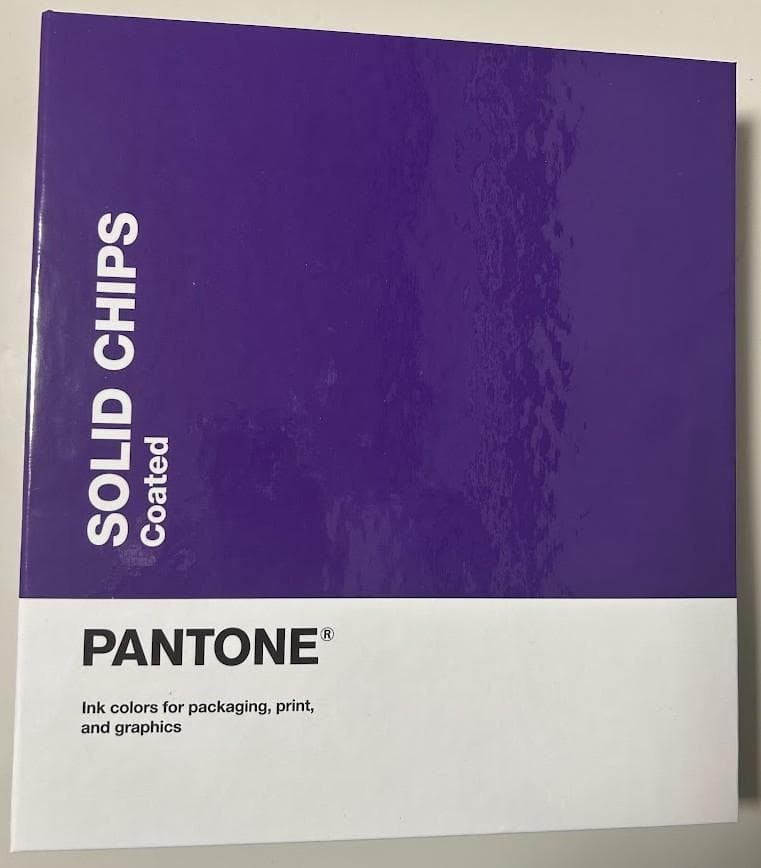 SOLID CHIPS
Coated
PANTONE®
Ink colors for packaging, print,
and graphics